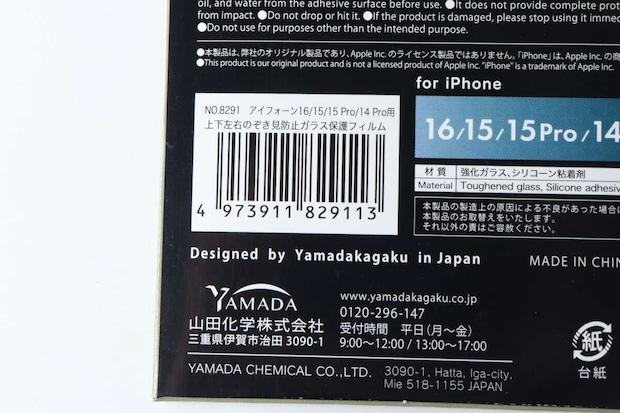 oil, and water from the adhesive surface before use. ●It does not provide complete
from impact. ●Do not drop or hit it. ●If the product is damaged, please stop using it
●Do not use for purposes other than the intended purpose.
●本製品は、弊社のオリジナル製品であり、Apple Inc. のライセンス製品ではありません。「iPhone」は、Apple Inc. の
●This product is our original product and is not a licensed product of Apple Inc. "iPhone" is a trademark of Apple Inc.
for iPhone
16/15/15 Pro/14
NO.8291 アイフォーン16/15/15 Pro/14 Pro用
上下左右のぞき見防止ガラス保護フィルム
4 973911 829113
材 質 強化ガラス、シリコーン粘着剤
Material Toughened glass, Silicone
本製品の製造上の原因による不良があった場合
本製品のお取替えをいたします。
それ以外の責はご容赦ください。
Designed by Yamadakagaku in Japan
MADE IN
YAMADA
山田化学株式会社
三重県伊賀市治田 3090-1
www.yamadakagaku.co.jp
0120-296-147
受付時間 平日(月〜金)
9:00〜12:00 / 13:00〜17:00
紙
台紙
YAMADA CHEMICAL CO.,LTD. 3090-1, Hatta, Iga-city,
Mie 518-1155 JAPAN